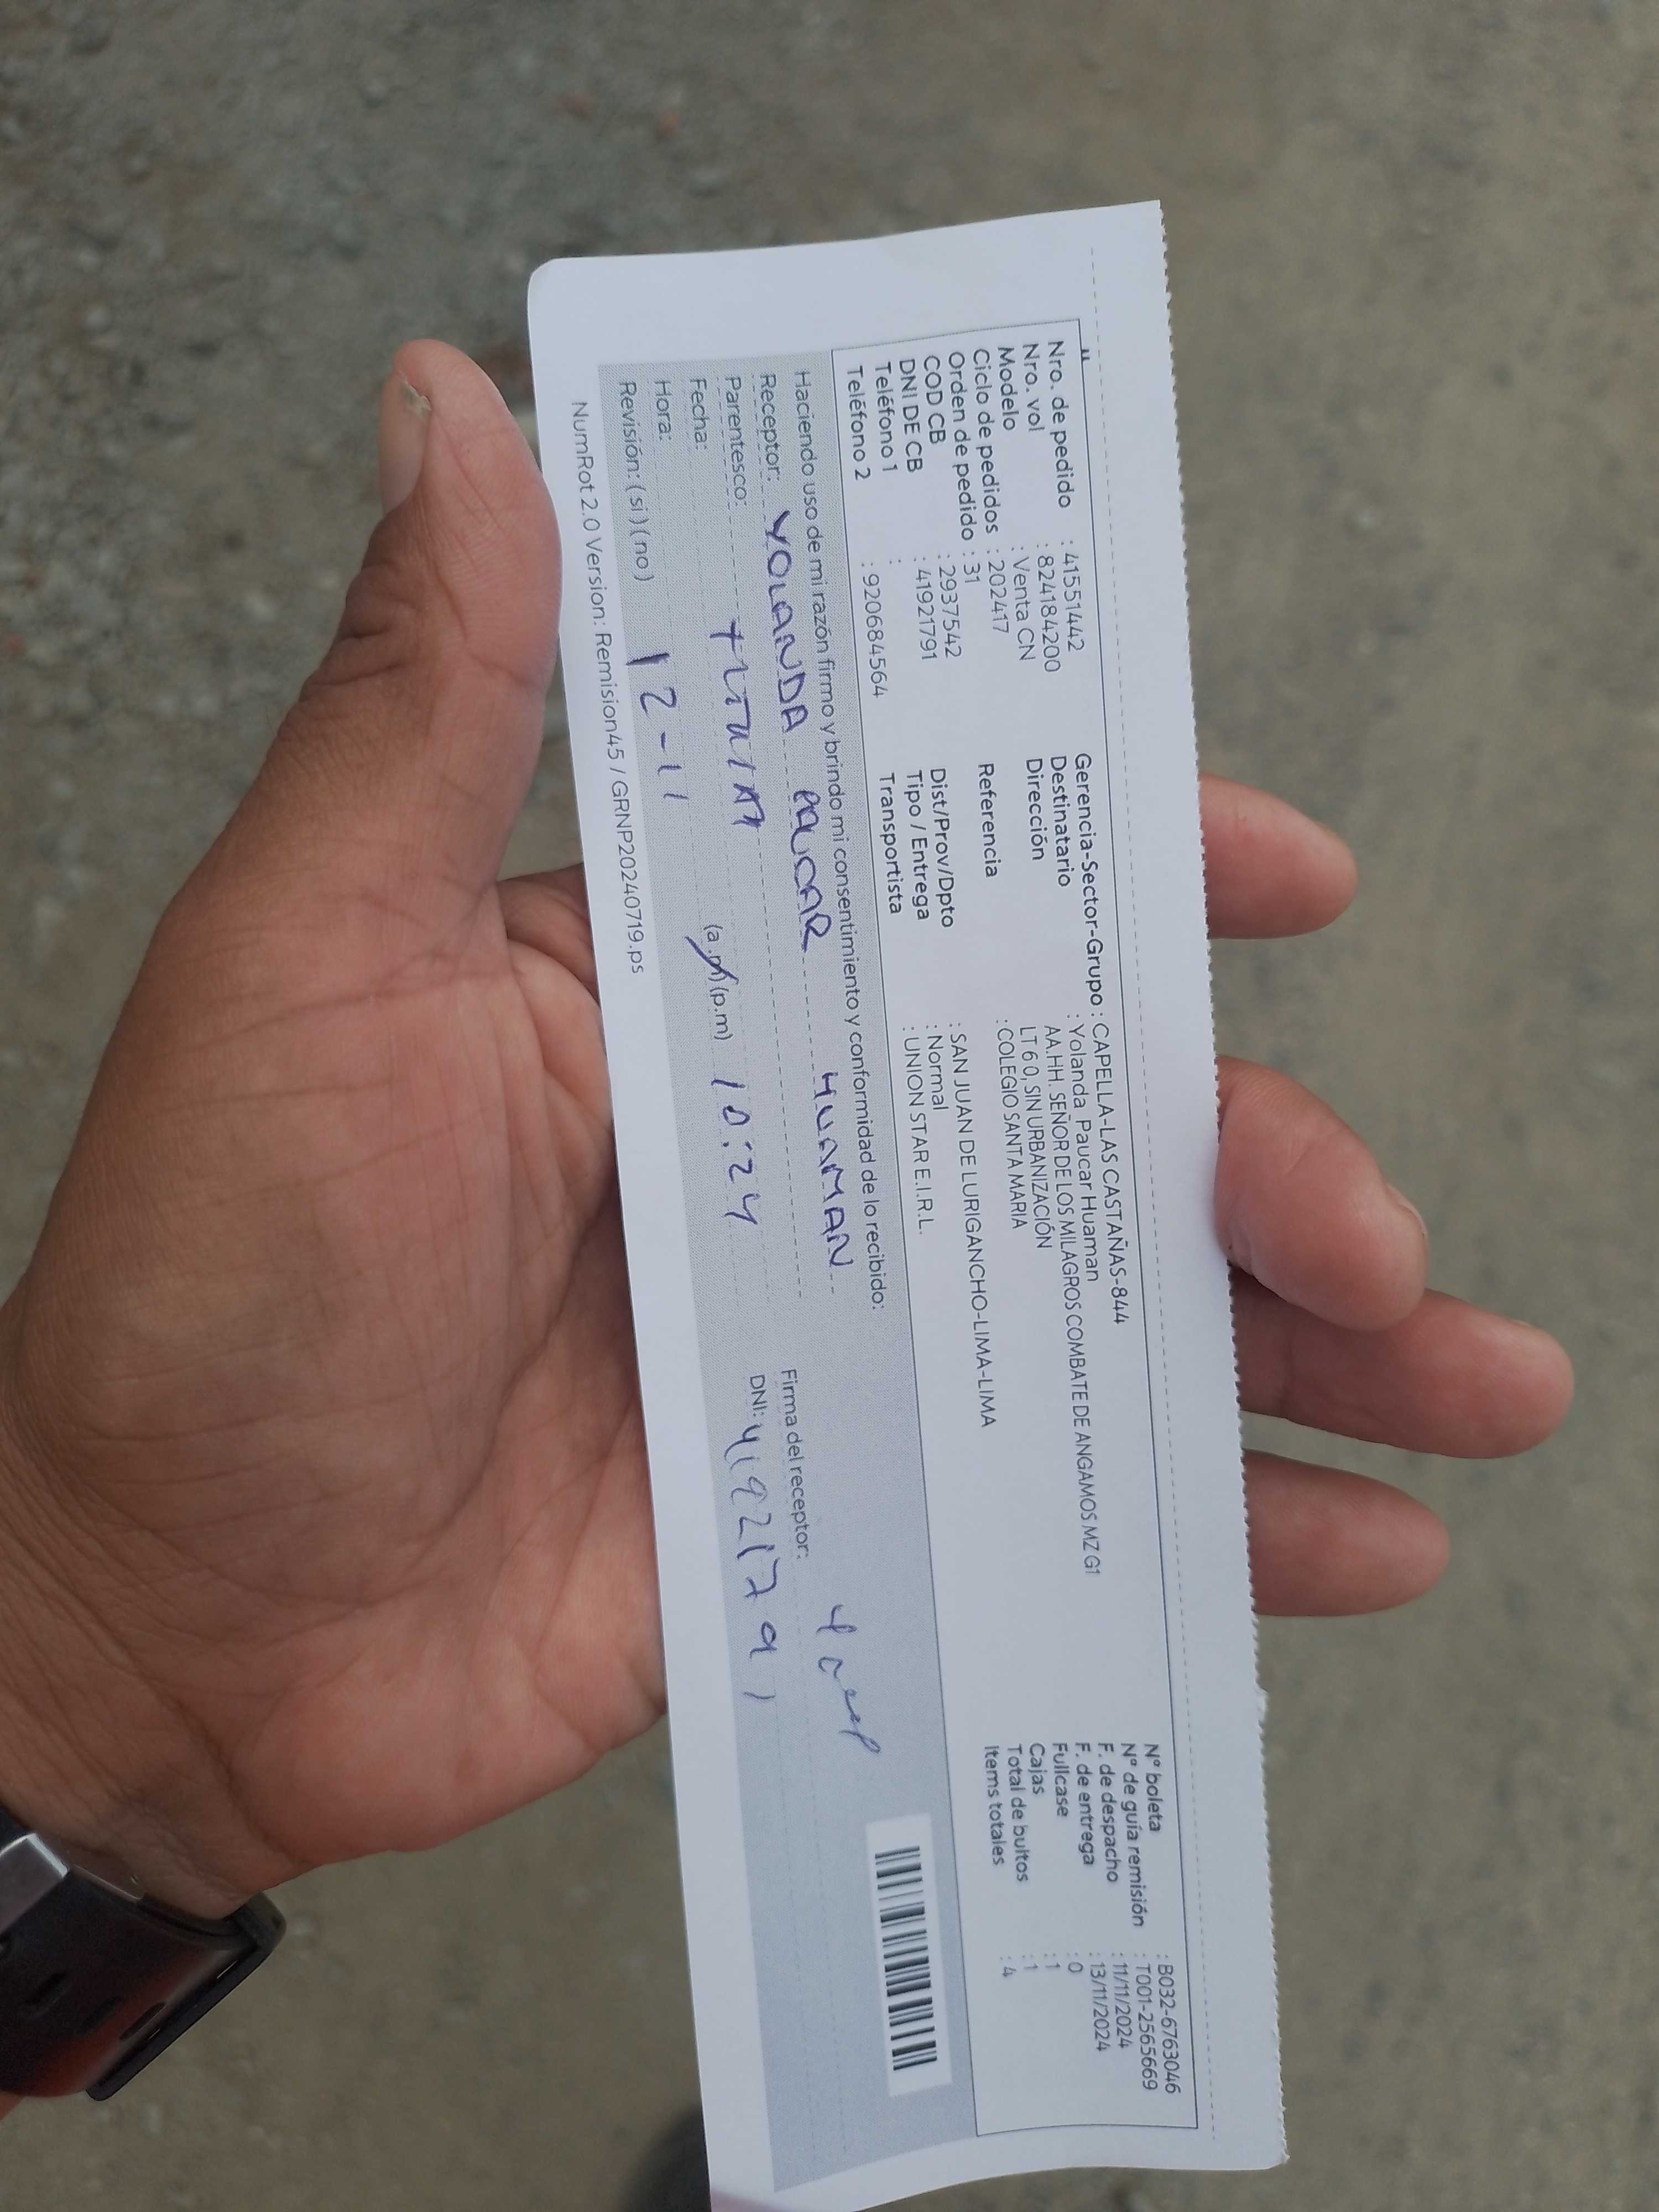 Nro. de pedido : 41551442
Nro. vol : 824184200
Modelo : Venta CN
Ciclo de pedidos : 202417
Orden de pedido : 31
COD CB : 2937542
DNI DE CB : 41921791
Teléfono 1 :
Teléfono 2 : 920684564
Gerencia-Sector-Grupo : CAPELLA-LAS CASTAÑAS-844
Destinatario : Yolanda Paucar Huaman
Dirección AA.HH. SEÑOR DE LOS MILAGROS COMBATE DE ANGAMOS MZ G1
LT 6 0, SIN URBANIZACIÓN
Referencia : COLEGIO SANTA MARIA
Dist/Prov/Dpto : SAN JUAN DE LURIGANCHO-LIMA-LIMA
Tipo / Entrega : Normal
Transportista : UNION STAR E.I.R.L.
N° boleta : B032-6763046
N° de guía remisión : T001-2565669
F. de despacho : 11/11/2024
F. de entrega : 13/11/2024
Fullcase : 0
Cajas : 1
Total de bultos : 1
Items totales : 4
Haciendo uso de mi razón firmo y brindo mi consentimiento y conformidad de lo recibido:
Receptor: YOLANDA PAUCAR HUAMAN
Parentesco: TITULAR
Fecha: 12-11
Hora: (a.m) (p.m) 10:24
Revisión: (si) (no)
Firma del receptor:
DNI: 41921791
NumRot 2.0 Version: Remision45 / GRNP20240719.ps